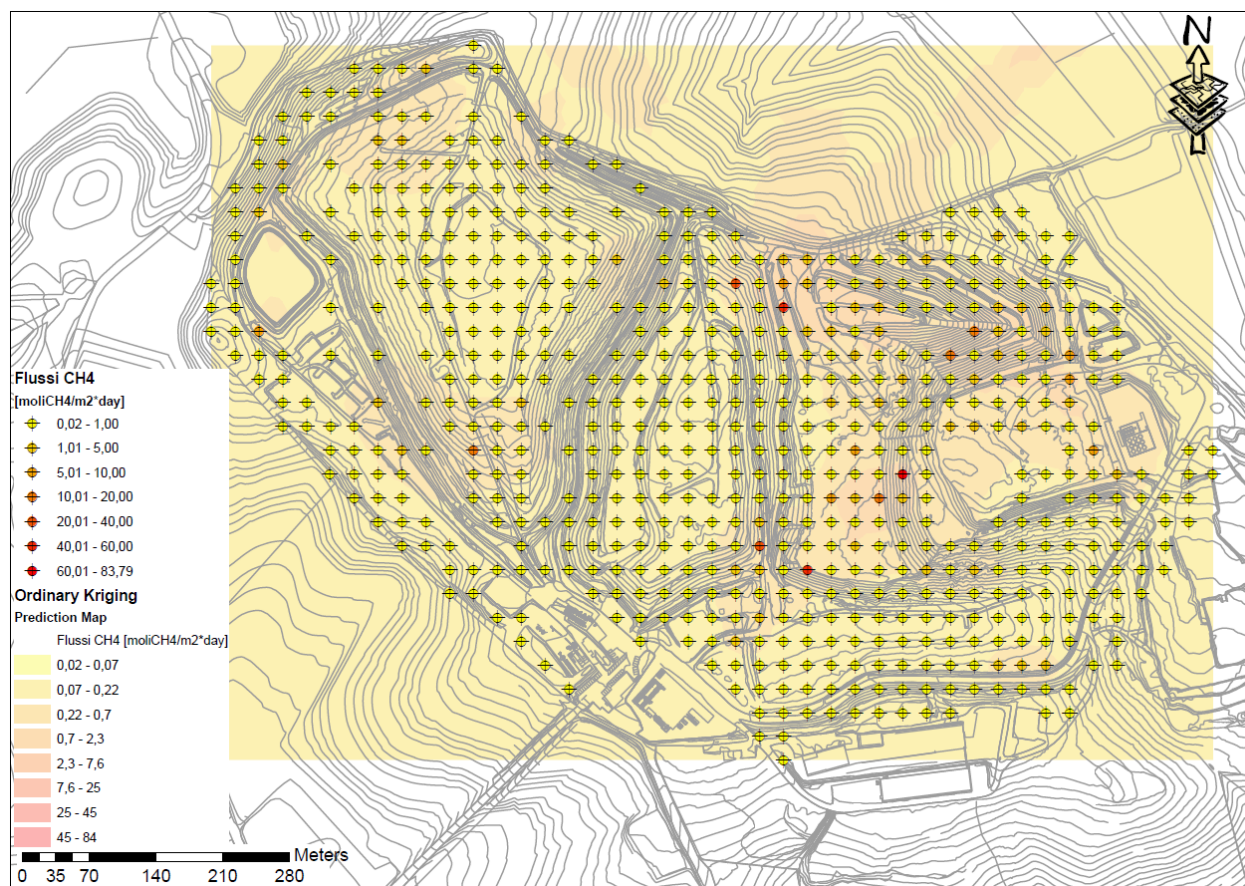 N
Flussi CH4
[moliCH4/m2*day]
0,02 - 1,00
1,01 - 5,00
5,01 - 10,00
10,01 - 20,00
20,01 - 40,00
40,01 - 60,00
60,01 - 83,79
Ordinary Kriging
Prediction Map
Flussi CH4 [moliCH4/m2*day]
0,02 - 0,07
0,07 - 0,22
0,22 - 0,7
0,7 - 2,3
2,3 - 7,6
7,6 - 25
25 - 45
45 - 84
Meters
0 35 70 140 210 280